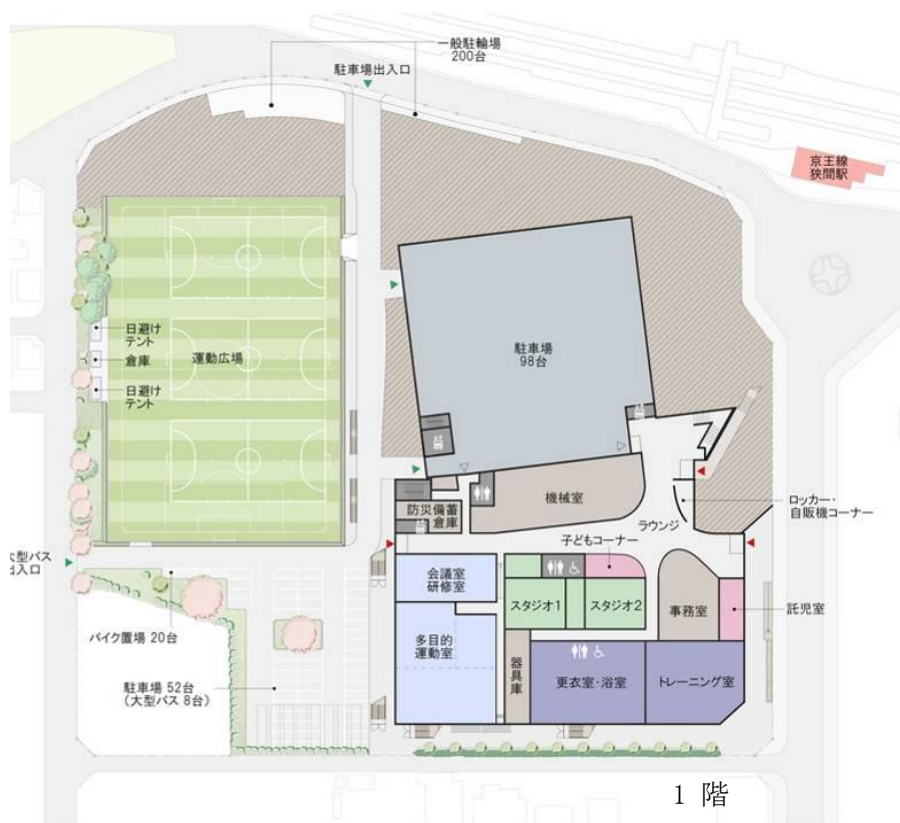 一般駐輪場
200台
駐車場出入口
京王線
狭間駅
日避け
テント
倉庫
運動広場
日避け
テント
駐車場
98台
機械室
防災備蓄
倉庫
ロッカー・
自販機コーナー
ラウンジ
子どもコーナー
大型バス
出入口
会議室
研修室
スタジオ1
スタジオ2
事務室
託児室
バイク置場 20台
多目的
運動室
器具庫
更衣室・浴室
トレーニング室
駐車場 52台
(大型バス 8台)
1 階